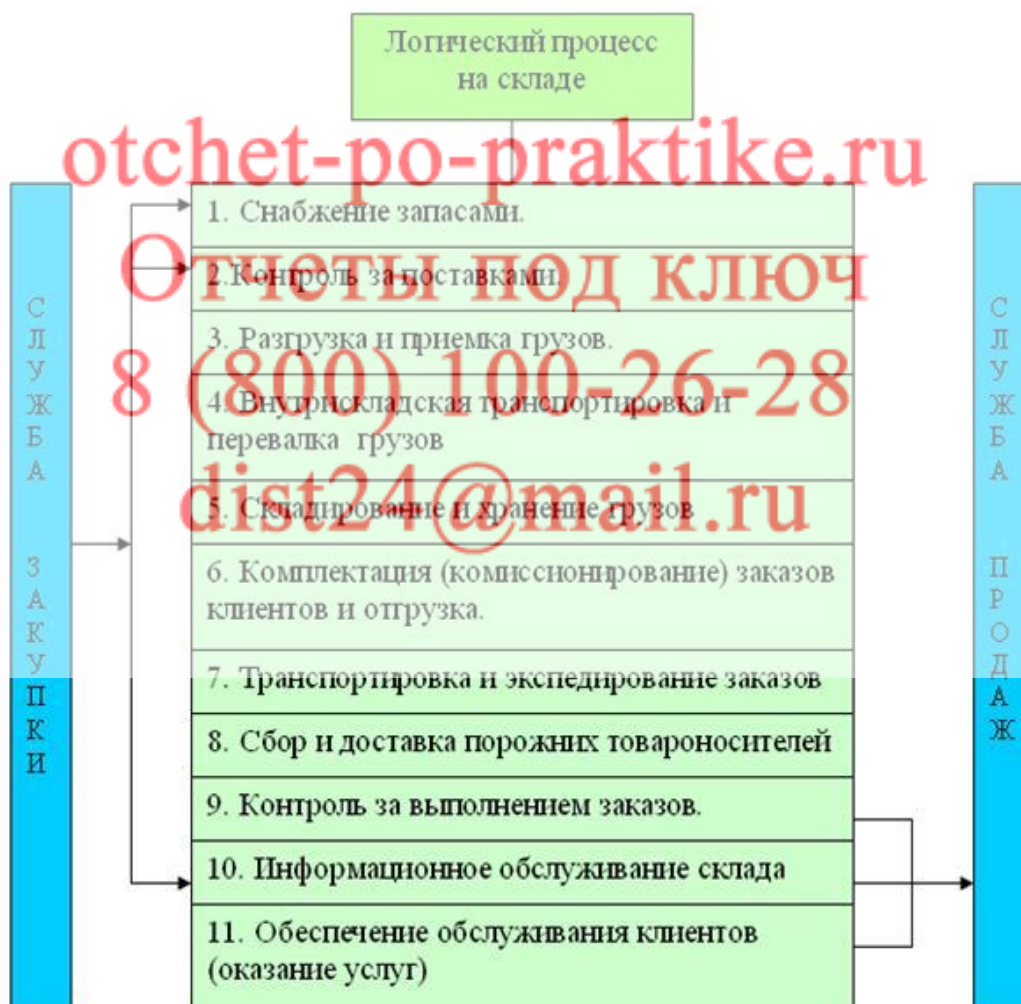 Логический процесс
на складе
otchet-po-praktike.ru
1. Снабжение запасами.
Отчеты под ключ
2.Контроль за поставками.
3. Разгрузка и приемка грузов.
8 (800) 100-26-28
4. Внутрискладская транспортировка и
перевалка грузов
dist24@mail.ru
5. Складирование и хранение грузов
6. Комплектация (комиссионирование) заказов
клиентов и отгрузка.
7. Транспортировка и экспедирование заказов
8. Сбор и доставка порожних товароносителей
9. Контроль за выполнением заказов.
10. Информационное обслуживание склада
11. Обеспечение обслуживания клиентов
(оказание услуг)
СЛУЖБА ЗАКУПКИ
СЛУЖБА ПРОДАЖ